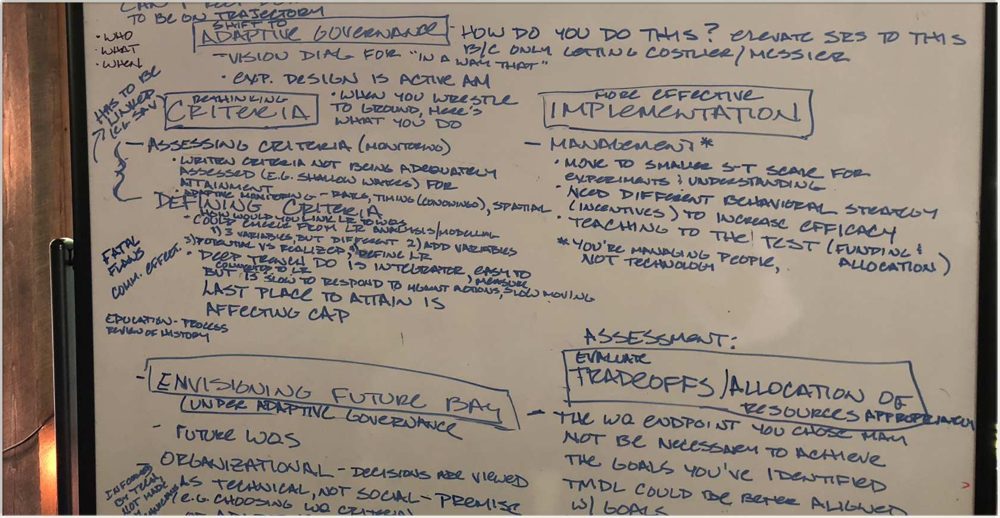 TO BE ON TRAJECTORY
• WHO
• WHAT
• WHEN
SHIFT TO
ADAPTIVE GOVERNANCE
- HOW DO YOU DO THIS? ELEVATE SRS TO THIS
B/C ONLY GETTING COSTLIER/MESSIER
- VISION DIAG FOR "IN A WAY THAT"
• EXP. DESIGN IS ACTIVE AM
HAS TO BE
LINKED
(E.G. SAV
RETHINKING
CRITERIA
• WHEN YOU WRESTLE
TO GROUND, HERE'S
WHAT YOU DO
- ASSESSING CRITERIA (MONITORING)
• WRITTEN CRITERIA NOT BEING ADEQUATELY
ASSESSED (E.G. SHALLOW WATERS) FOR
ATTAINMENT
• ADAPTIVE MONITORING - PARS, TIMING (CONOWINGO), SPATIAL
DEFINING CRITERIA
HOW WOULD YOU LINK LR TO WQS
- COULD EMERGE FROM LR ANALYSIS/MODELING
1) 3 VARIABLES, BUT DIFFERENT 2) ADD VARIABLES
3) POTENTIAL VS REALIZED, DEFINE LR
• DEEP TRENCH DO IS INTEGRATOR, EASY TO
CONNECTED TO LR
MEASURE
BUT IS SLOW TO RESPOND TO MGMNT ACTIONS, SLOW MOVING
LAST PLACE TO ATTAIN IS
AFFECTING CAP
FATAL
FLAWS
COMM. EFFECT.
EDUCATION - PROCESS
REVIEW OF HISTORY
MORE EFFECTIVE
IMPLEMENTATION
- MANAGEMENT *
• MOVE TO SMALLER S-T SCALE FOR
EXPERIMENTS & UNDERSTANDING
• NEED DIFFERENT BEHAVIORAL STRATEGY
(INCENTIVES) TO INCREASE EFFICACY
• TEACHING TO THE TEST (FUNDING &
ALLOCATION)
* YOU'RE MANAGING PEOPLE,
NOT TECHNOLOGY
- ENVISIONING FUTURE BAY
(UNDER ADAPTIVE GOVERNANCE
- FUTURE WQS
- ORGANIZATIONAL - DECISIONS ARE VIEWED
AS TECHNICAL, NOT SOCIAL - PREMISE
(E.G. CHOOSING WQ CRITERIA)
INFORMED
BY TECH,
NOT MADE
ASSESSMENT:
EVALUATE
TRADEOFFS/ALLOCATION OF
RESOURCES APPROPRIATELY
- THE WQ ENDPOINT YOU CHOSE MAY
NOT BE NECESSARY TO ACHIEVE
THE GOALS YOU'VE IDENTIFIED
TMDL COULD BE BETTER ALIGNED
W/ GOALS